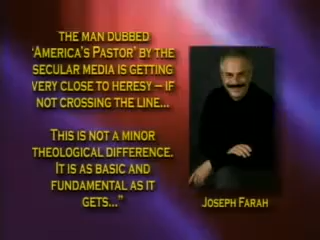 THE MAN DUBBED
'AMERICA'S PASTOR' BY THE
SECULAR MEDIA IS GETTING
VERY CLOSE TO HERESY – IF
NOT CROSSING THE LINE...
THIS IS NOT A MINOR
THEOLOGICAL DIFFERENCE.
IT IS AS BASIC AND
FUNDAMENTAL AS IT
GETS..."
JOSEPH FARAH